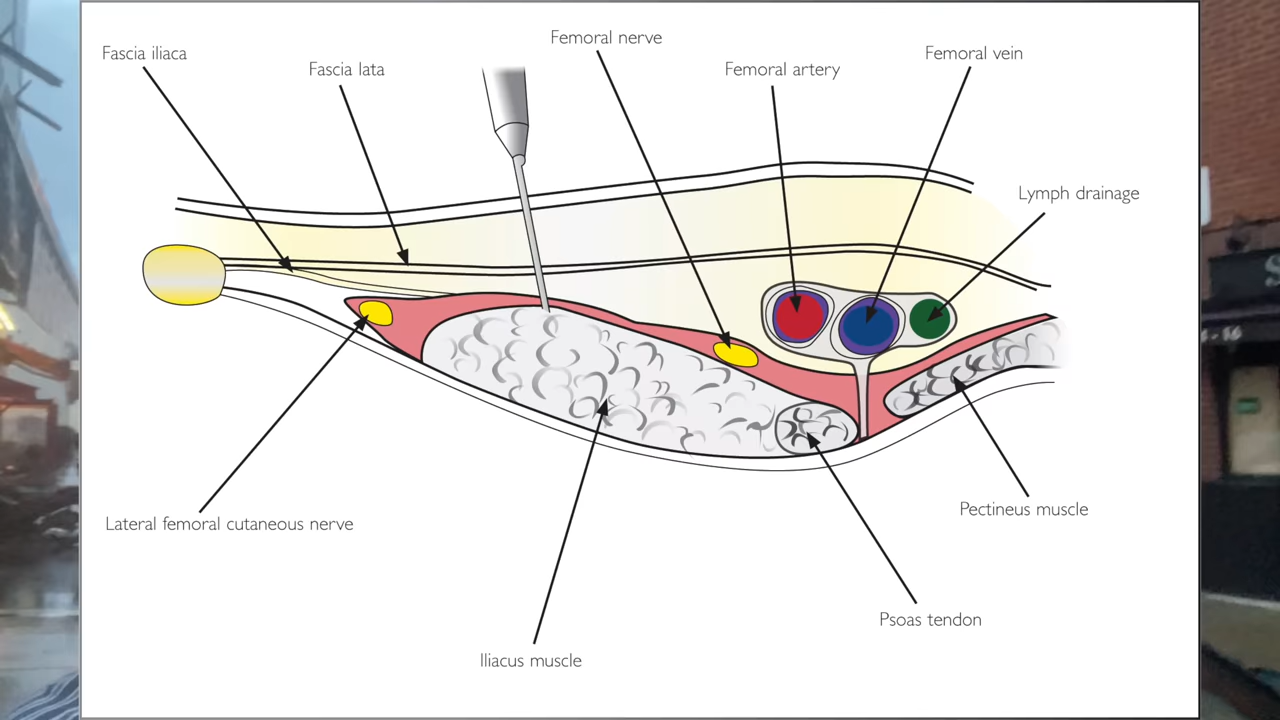 Femoral nerve
Fascia iliaca
Femoral vein
Fascia lata
Femoral artery
Lymph drainage
Pectineus muscle
Lateral femoral cutaneous nerve
Psoas tendon
Iliacus muscle